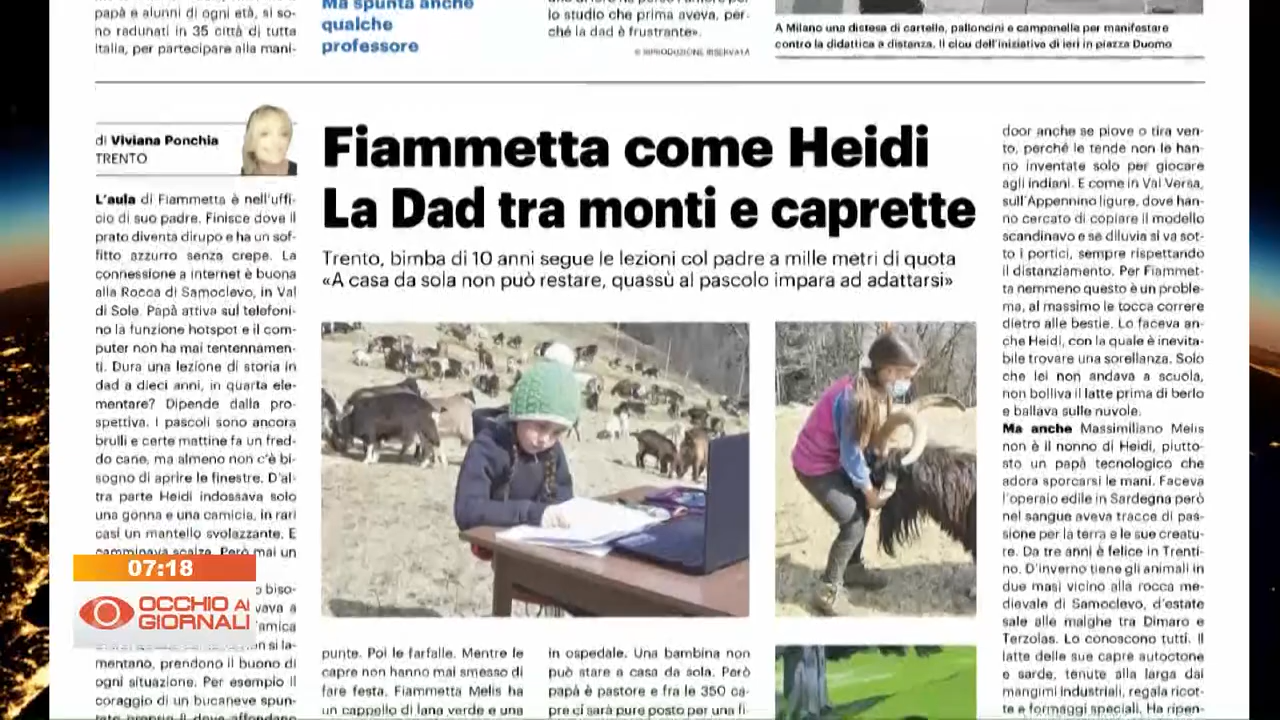 papà e alunni di ogni età, si so-
no radunati in 35 città di tutta
Italia, per partecipare alla mani-
Ma spunta anche
qualche
professore
lo studio che prima aveva, per-
ché la dad è frustrante».
© RIPRODUZIONE RISERVATA
A Milano una distesa di cartelle, palloncini e campanelle per manifestare
contro la didattica a distanza. Il clou dell'iniziativa di ieri in piazza Duomo
di Viviana Ponchia
TRENTO
Fiammetta come Heidi
La Dad tra monti e caprette
Trento, bimba di 10 anni segue le lezioni col padre a mille metri di quota
«A casa da sola non può restare, quassù al pascolo impara ad adattarsi»
L'aula di Fiammetta è nell'uffi-
cio di suo padre. Finisce dove il
prato diventa dirupo e ha un sof-
fitto azzurro senza crepe. La
connessione a internet è buona
alla Rocca di Samoclevo, in Val
di Sole. Papà attiva sul telefoni-
no la funzione hotspot e il com-
puter non ha mai tentennamen-
ti. Dura una lezione di storia in
dad a dieci anni, in quarta ele-
mentare? Dipende dalla pro-
spettiva. I pascoli sono ancora
brulli e certe mattine fa un fred-
do cane, ma almeno non c'è bi-
sogno di aprire le finestre. D'al-
tra parte Heidi indossava solo
una gonna e una camicia, in rari
casi un mantello svolazzante. E
camminava scalza. Però mai un
o biso-
vava a
'amica
n si la-
mentano, prendono il buono di
ogni situazione. Per esempio il
coraggio di un bucaneve spun-
07:18
OCCHIO AI
GIORNALI
punte. Poi le farfalle. Mentre le
capre non hanno mai smesso di
fare festa. Fiammetta Melis ha
un cappello di lana verde e una
in ospedale. Una bambina non
può stare a casa da sola. Però
papà è pastore e fra le 350 ca-
pre ci sarà pure posto per una fi-
door anche se piove o tira ven-
to, perché le tende non le han-
no inventate solo per giocare
agli indiani. E come in Val Versa,
sull'Appennino ligure, dove han-
no cercato di copiare il modello
scandinavo e se diluvia si va sot-
to i portici, sempre rispettando
il distanziamento. Per Fiammet-
ta nemmeno questo è un proble-
ma, al massimo le tocca correre
dietro alle bestie. Lo faceva an-
che Heidi, con la quale è inevita-
bile trovare una sorellanza. Solo
che lei non andava a scuola,
non bolliva il latte prima di berlo
e ballava sulle nuvole.
Ma anche Massimiliano Melis
non è il nonno di Heidi, piutto-
sto un papà tecnologico che
adora sporcarsi le mani. Faceva
l'operaio edile in Sardegna però
nel sangue aveva tracce di pas-
sione per la terra e le sue creatu-
re. Da tre anni è felice in Trenti-
no. D'inverno tiene gli animali in
due masi vicino alla rocca me-
dievale di Samoclevo, d'estate
sale alle malghe tra Dimaro e
Terzolas. Lo conoscono tutti. Il
latte delle sue capre autoctone
e sarde, tenute alla larga dai
mangimi industriali, regala ricot-
te e formaggi speciali. Ha ripen-